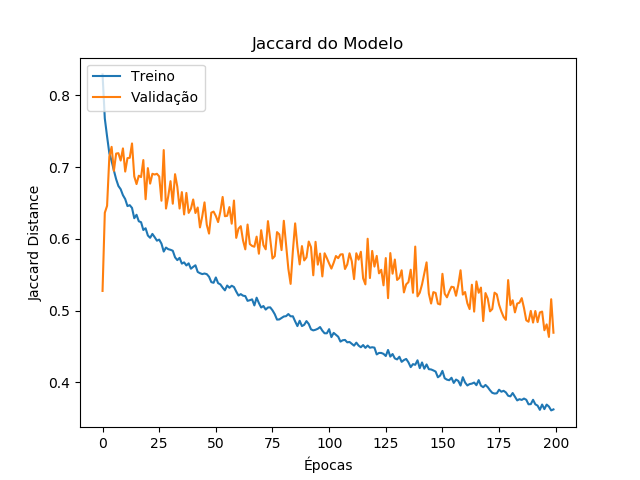 Jaccard do Modelo
Treino
Validação
0.8
0.7
0.6
0.5
0.4
Jaccard Distance
0 25 50 75 100 125 150 175 200
Épocas